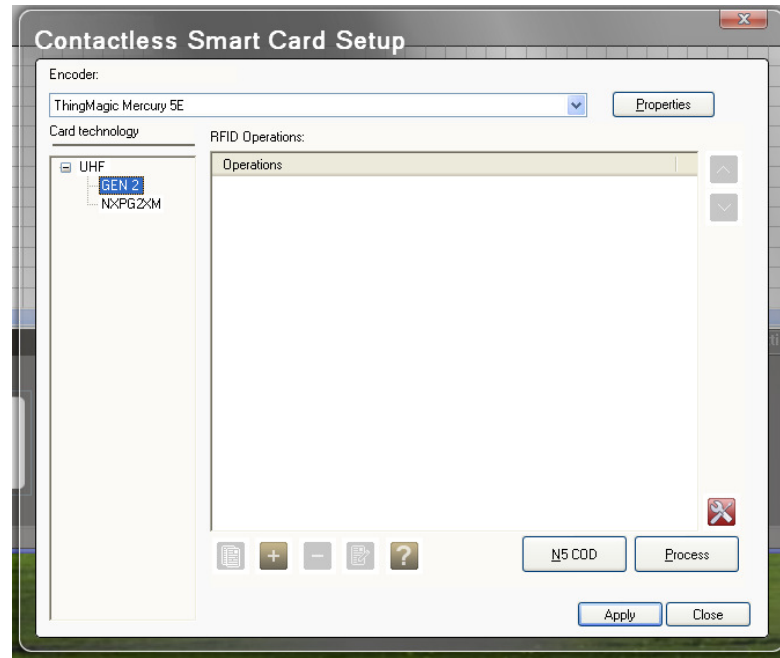 Contactless Smart Card Setup
Encoder:
ThingMagic Mercury 5E
Properties
Card technology
RFID Operations:
UHF
GEN 2
NXPG2XM
Operations
N5 COD
Process
Apply
Close
ti